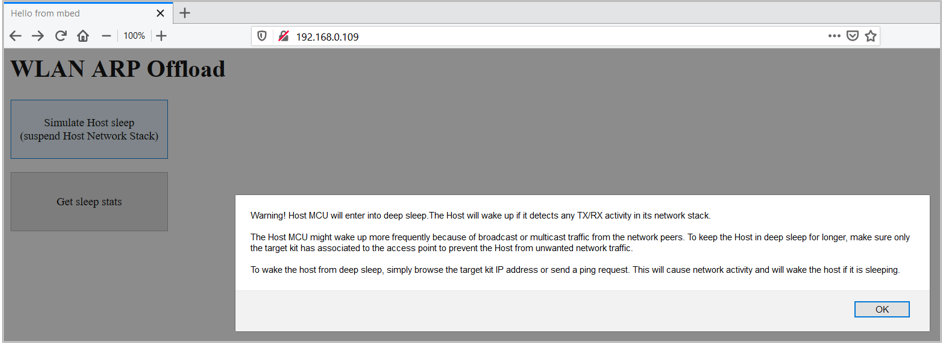 Hello from mbed
100%
192.168.0.109
WLAN ARP Offload
Simulate Host sleep
(suspend Host Network Stack)
Get sleep stats
Warning! Host MCU will enter into deep sleep.The Host will wake up if it detects any TX/RX activity in its network stack.
The Host MCU might wake up more frequently because of broadcast or multicast traffic from the network peers. To keep the Host in deep sleep for longer, make sure only
the target kit has associated to the access point to prevent the Host from unwanted network traffic.
To wake the host from deep sleep, simply browse the target kit IP address or send a ping request. This will cause network activity and will wake the host if it is sleeping.
OK